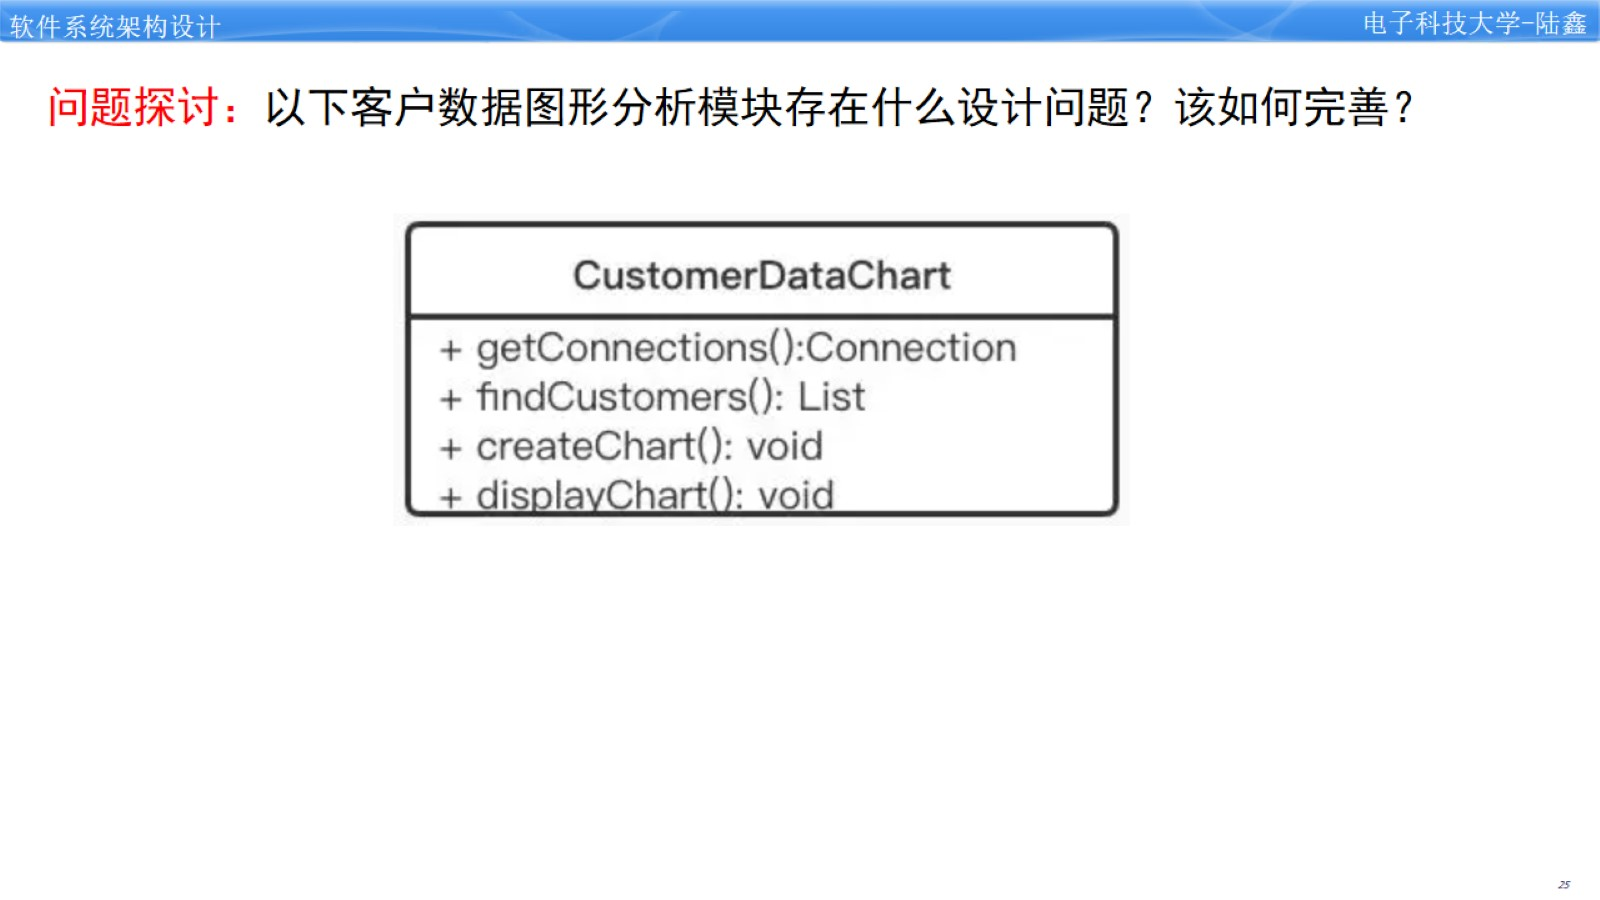 软件系统架构设计
电子科技大学-陆鑫
问题探讨：以下客户数据图形分析模块存在什么设计问题？该如何完善？
CustomerDataChart
+ getConnections():Connection
+ findCustomers(): List
+ createChart(): void
+ displayChart(): void
25